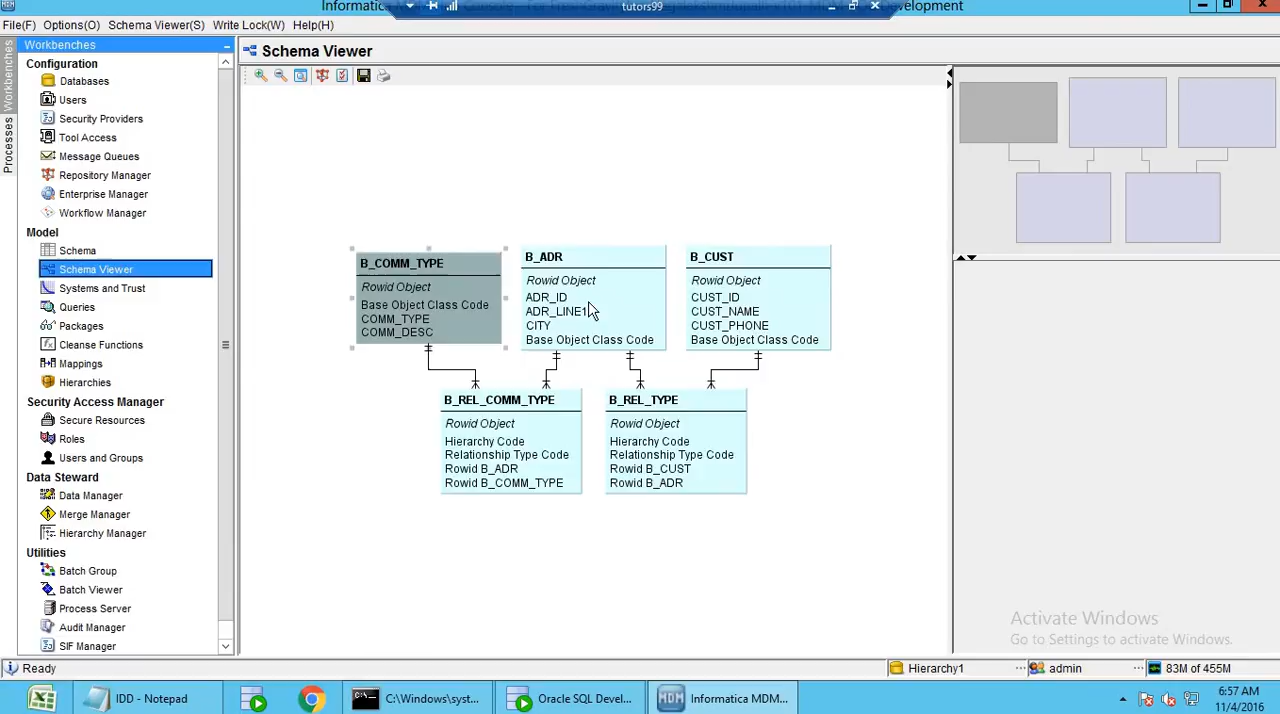 Informatica M
tutors99
Development
File(F) Options(O) Schema Viewer(S) Write Lock(W) Help(H)
Workbenches
Processes
Workbenches
Configuration
Databases
Users
Security Providers
Tool Access
Message Queues
Repository Manager
Enterprise Manager
Workflow Manager
Model
Schema
Schema Viewer
Systems and Trust
Queries
Packages
Cleanse Functions
Mappings
Hierarchies
Security Access Manager
Secure Resources
Roles
Users and Groups
Data Steward
Data Manager
Merge Manager
Hierarchy Manager
Utilities
Batch Group
Batch Viewer
Process Server
Audit Manager
SIF Manager
Schema Viewer
B_COMM_TYPE
Rowid Object
Base Object Class Code
COMM_TYPE
COMM_DESC
B_ADR
Rowid Object
ADR_ID
ADR_LINE1
CITY
Base Object Class Code
B_CUST
Rowid Object
CUST_ID
CUST_NAME
CUST_PHONE
Base Object Class Code
B_REL_COMM_TYPE
Rowid Object
Hierarchy Code
Relationship Type Code
Rowid B_ADR
Rowid B_COMM_TYPE
B_REL_TYPE
Rowid Object
Hierarchy Code
Relationship Type Code
Rowid B_CUST
Rowid B_ADR
Activate Windows
Go to Settings to activate Windows.
Ready
Hierarchy1
admin
83M of 455M
IDD - Notepad
C:\Windows\syst...
Oracle SQL Devel...
MDM
Informatica MDM...
6:57 AM
11/4/2016